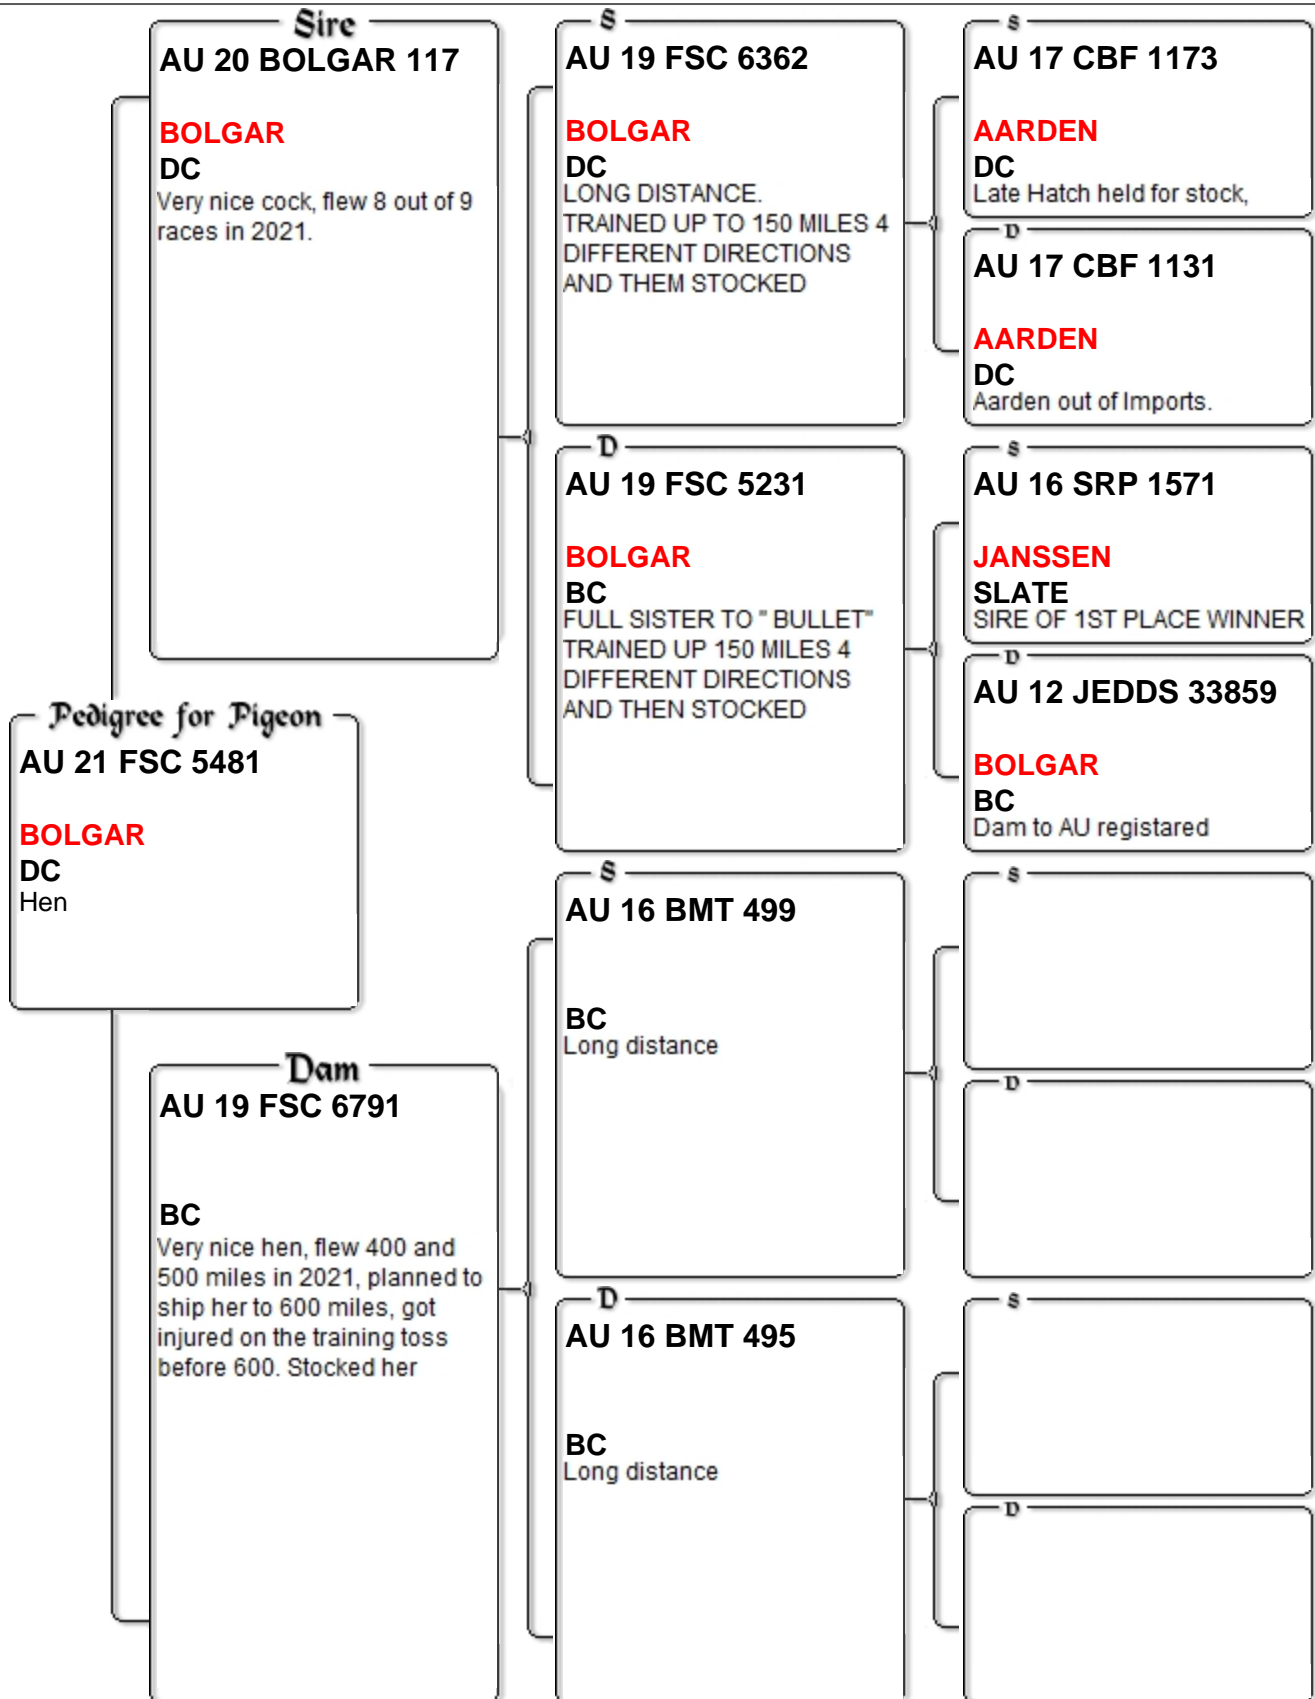 Sire
AU 20 BOLGAR 117
BOLGAR
DC
Very nice cock, flew 8 out of 9
races in 2021.
S
AU 19 FSC 6362
BOLGAR
DC
LONG DISTANCE.
TRAINED UP TO 150 MILES 4
DIFFERENT DIRECTIONS
AND THEM STOCKED
S
AU 17 CBF 1173
AARDEN
DC
Late Hatch held for stock,
D
AU 17 CBF 1131
AARDEN
DC
Aarden out of Imports.
D
AU 19 FSC 5231
BOLGAR
BC
FULL SISTER TO " BULLET"
TRAINED UP 150 MILES 4
DIFFERENT DIRECTIONS
AND THEN STOCKED
S
AU 16 SRP 1571
JANSSEN
SLATE
SIRE OF 1ST PLACE WINNER
D
AU 12 JEDDS 33859
BOLGAR
BC
Dam to AU registared
Pedigree for Pigeon
AU 21 FSC 5481
BOLGAR
DC
Hen
Dam
AU 19 FSC 6791
BC
Very nice hen, flew 400 and
500 miles in 2021, planned to
ship her to 600 miles, got
injured on the training toss
before 600. Stocked her
S
AU 16 BMT 499
BC
Long distance
S
D
D
AU 16 BMT 495
BC
Long distance
S
D